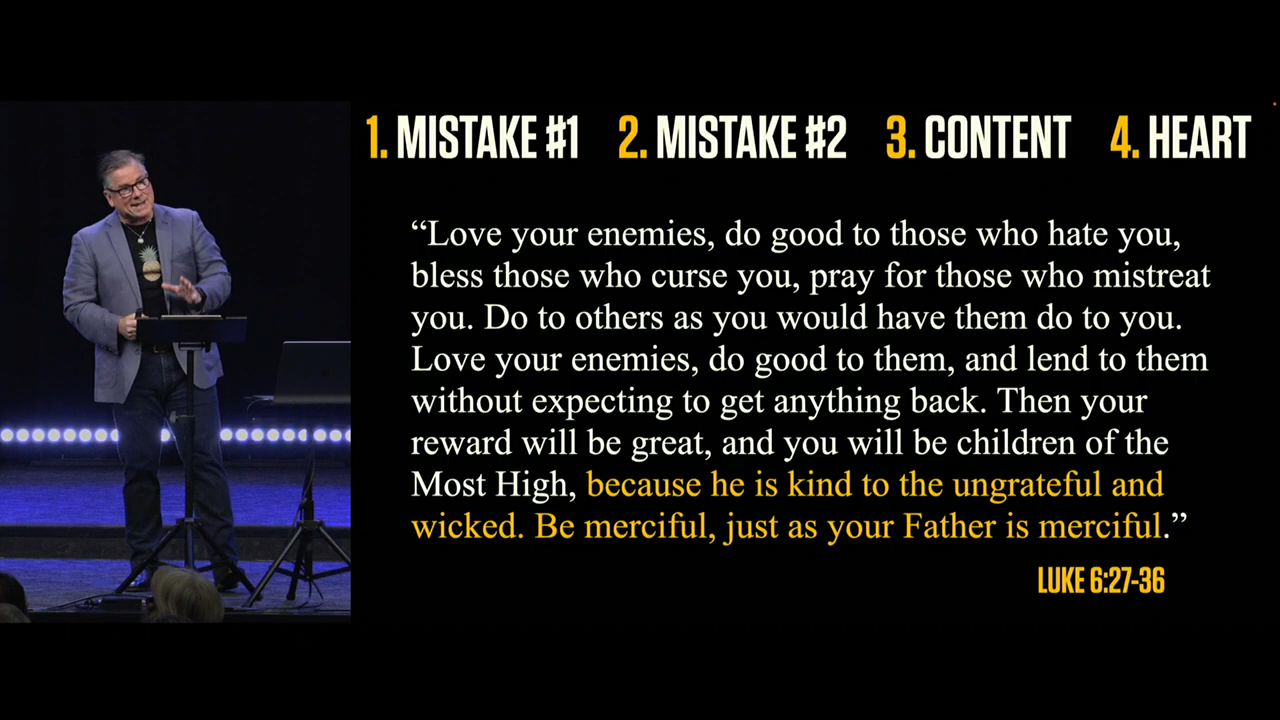 1. MISTAKE #1 2. MISTAKE #2 3. CONTENT 4. HEART
“Love your enemies, do good to those who hate you,
bless those who curse you, pray for those who mistreat
you. Do to others as you would have them do to you.
Love your enemies, do good to them, and lend to them
without expecting to get anything back. Then your
reward will be great, and you will be children of the
Most High, because he is kind to the ungrateful and
wicked. Be merciful, just as your Father is merciful.”
LUKE 6:27-36